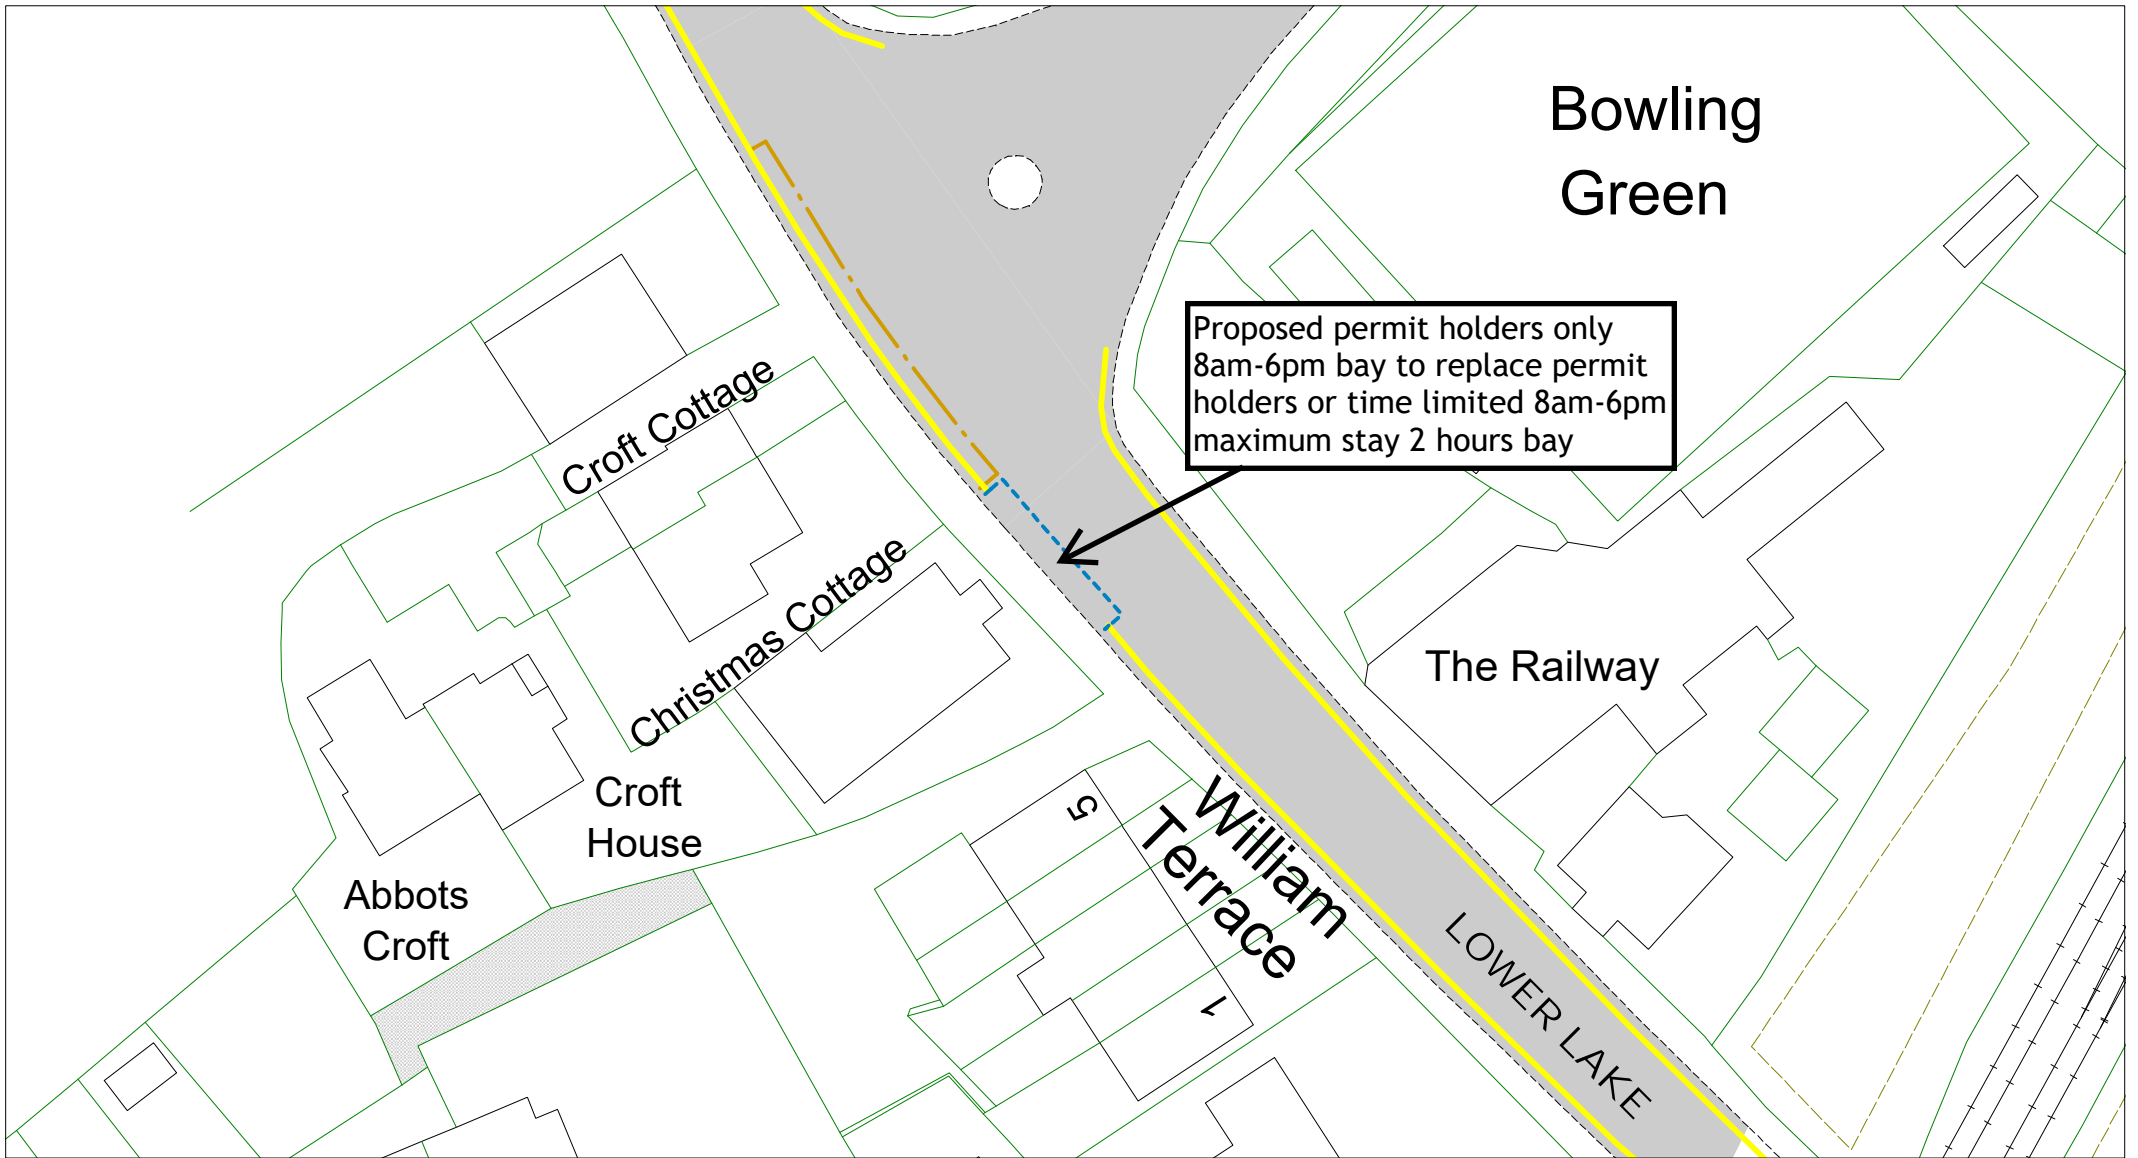 Bowling
Green
Proposed permit holders only
8am-6pm bay to replace permit
holders or time limited 8am-6pm
maximum stay 2 hours bay
Croft Cottage
Christmas Cottage
The Railway
Croft
House
Abbots
Croft
5
William
Terrace
1
LOWER LAKE